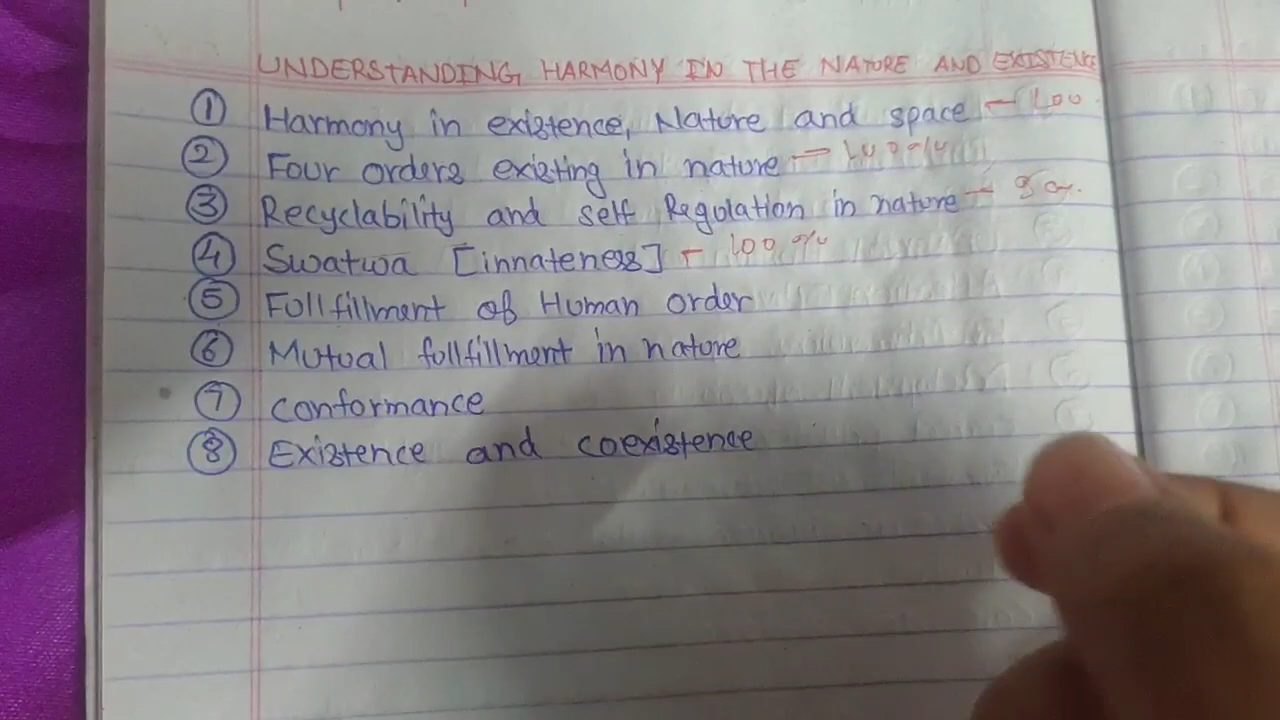 UNDERSTANDING HARMONY IN THE NATURE AND EXISTENCE
① Harmony in existence, Nature and space - 100
② Four orders existing in nature - 100%
③ Recyclability and self Regulation in nature -
④ Swatwa [innateness] - 100%
⑤ Fullfillment of Human order
⑥ Mutual fullfillment in nature
⑦ conformance
⑧ Existence and coexistence